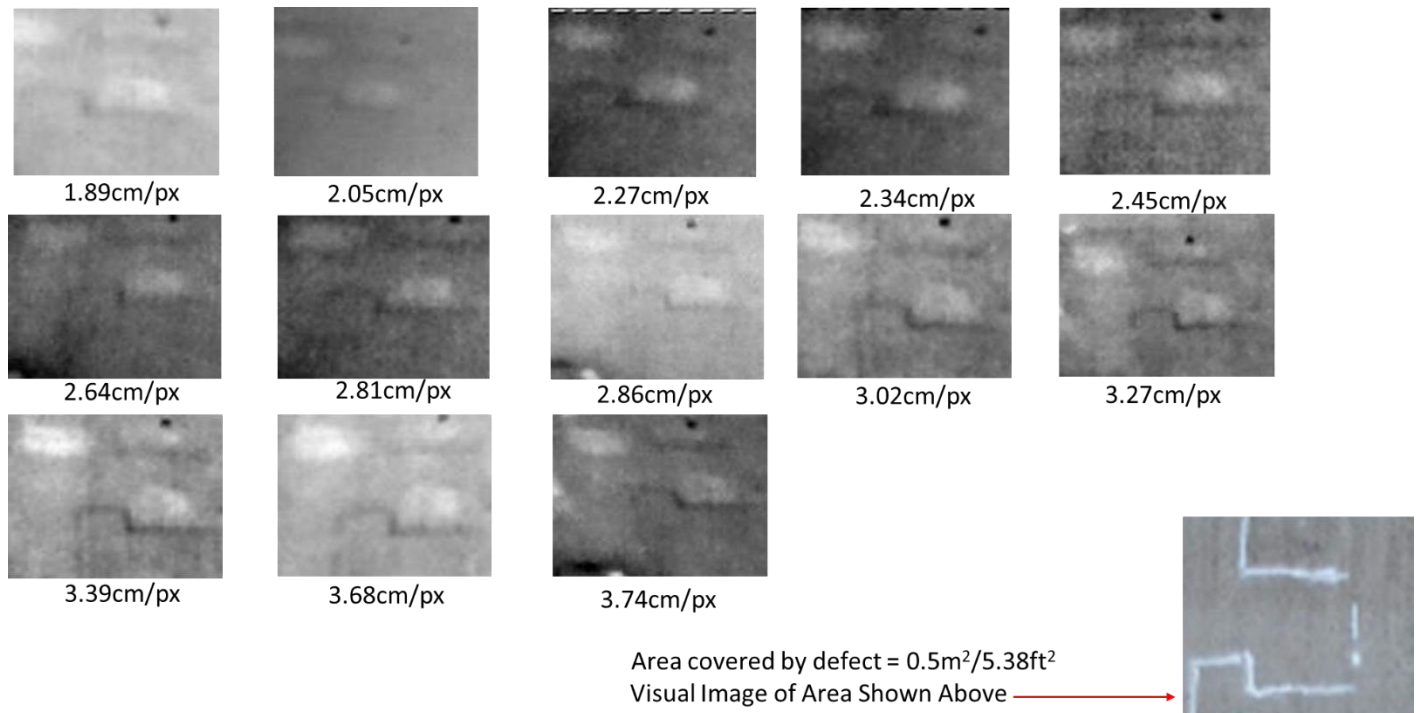 1.89cm/px
2.05cm/px
2.27cm/px
2.34cm/px
2.45cm/px
2.64cm/px
2.81cm/px
2.86cm/px
3.02cm/px
3.27cm/px
3.39cm/px
3.68cm/px
3.74cm/px
Area covered by defect = 0.5m²/5.38ft²
Visual Image of Area Shown Above